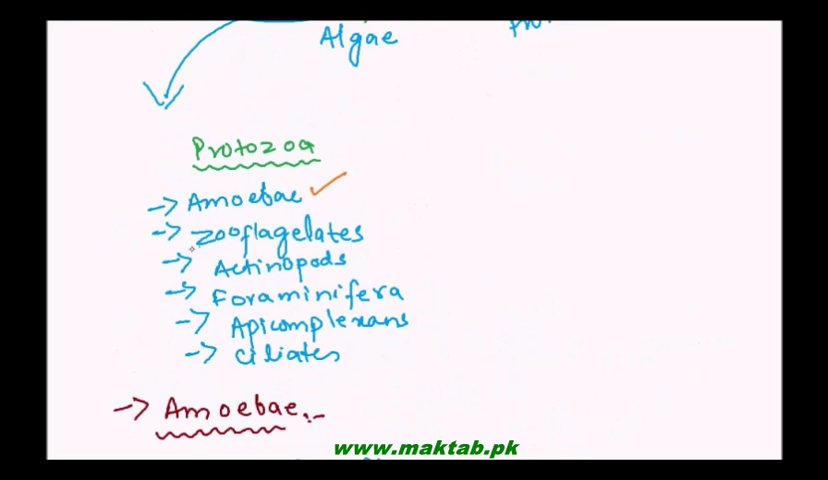 Algae
Protozoa
→ Amoebae ✓
→ Zooflagelates
→ Actinopods
→ Foraminifera
→ Apicomplexans
→ Ciliates
→ Amoebae:-
www.maktab.pk